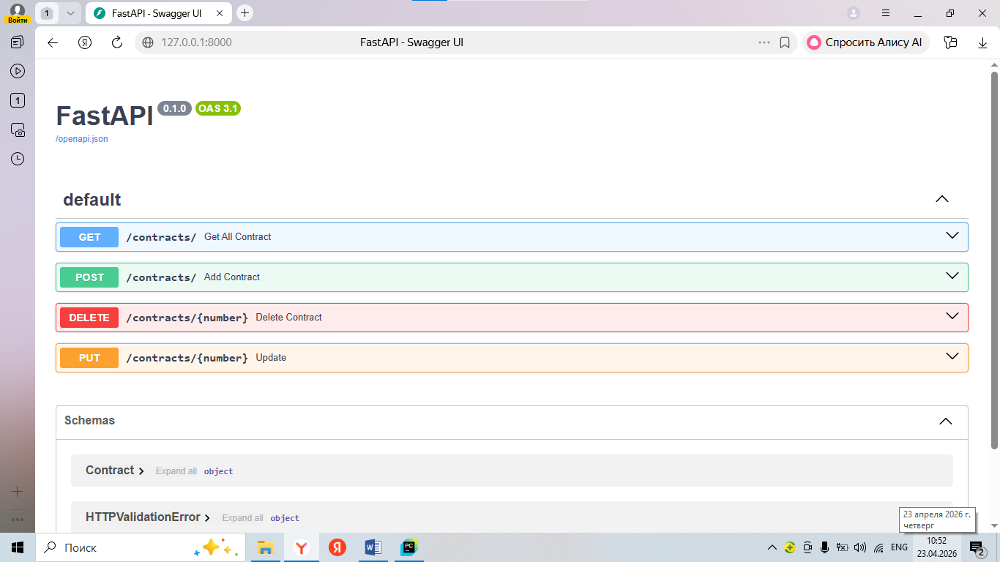 Войти
1
FastAPI - Swagger UI
127.0.0.1:8000
FastAPI - Swagger UI
Спросить Алису AI
1
FastAPI 0.1.0 OAS 3.1
/openapi.json
default
GET /contracts/ Get All Contract
POST /contracts/ Add Contract
DELETE /contracts/{number} Delete Contract
PUT /contracts/{number} Update
Schemas
Contract Expand all object
HTTPValidationError Expand all object
23 апреля 2026 г.
четверг
Поиск
ENG
10:52
23.04.2026
2